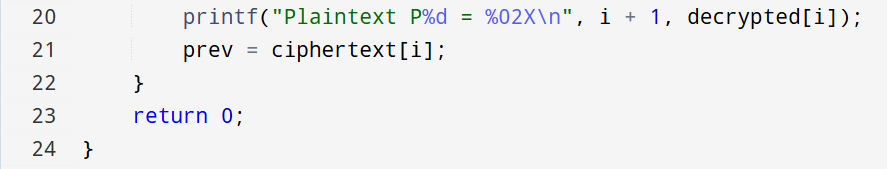 20         printf("Plaintext P%d = %02X\n", i + 1, decrypted[i]);
21         prev = ciphertext[i];
22     }
23     return 0;
24 }